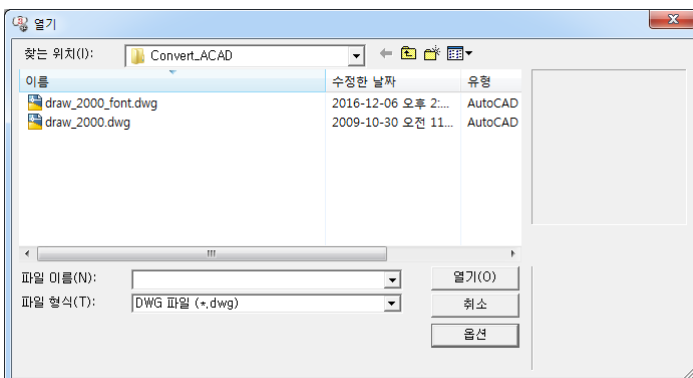 열기
찾는 위치(I): Convert_ACAD
이름 수정한 날짜 유형
draw_2000_font.dwg 2016-12-06 오후 2:... AutoCAD
draw_2000.dwg 2009-10-30 오전 11... AutoCAD
파일 이름(N): 열기(O)
파일 형식(T): DWG 파일 (*.dwg) 취소
옵션